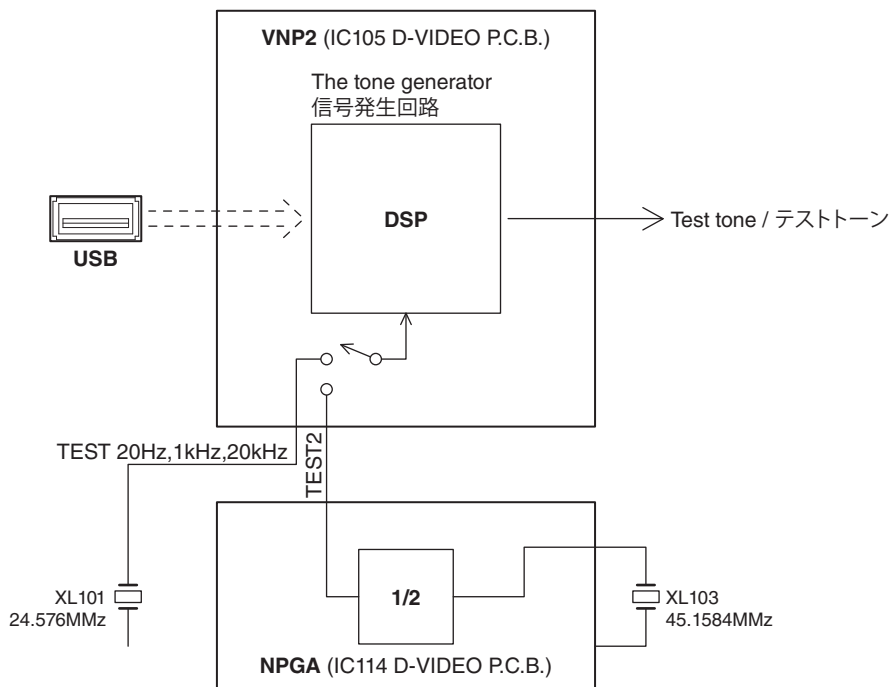 VNP2 (IC105 D-VIDEO P.C.B.)
The tone generator
信号発生回路
DSP
USB
Test tone / テストトーン
TEST 20Hz,1kHz,20kHz
TEST2
XL101
24.576MMz
1/2
XL103
45.1584MMz
NPGA (IC114 D-VIDEO P.C.B.)